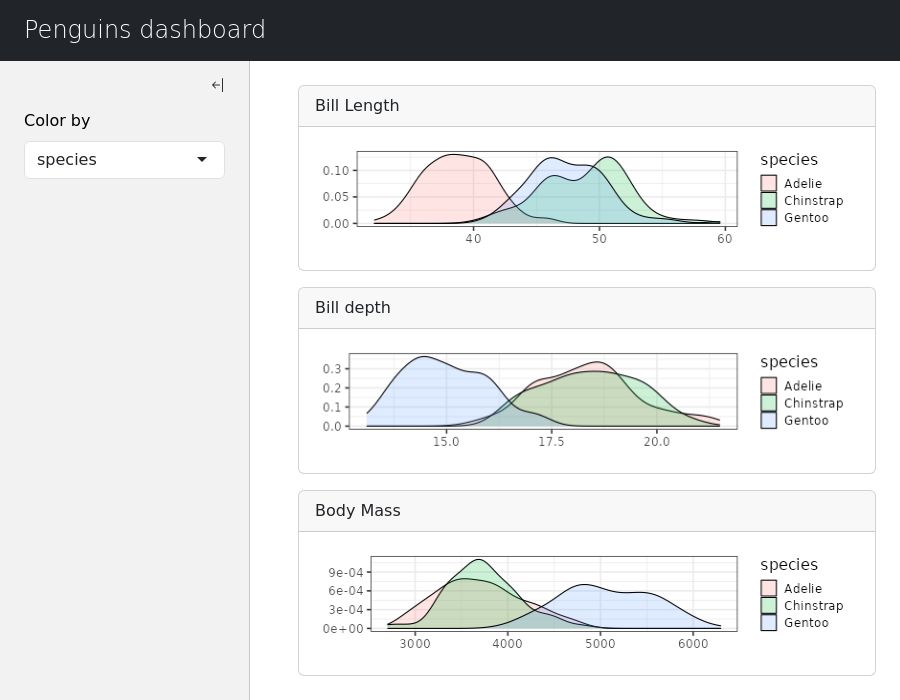 Penguins dashboard
Color by
species
Bill Length
0.10
0.05
0.00
40 50 60
species
Adelie
Chinstrap
Gentoo
Bill depth
0.3
0.2
0.1
0.0
15.0 17.5 20.0
species
Adelie
Chinstrap
Gentoo
Body Mass
9e-04
6e-04
3e-04
0e+00
3000 4000 5000 6000
species
Adelie
Chinstrap
Gentoo